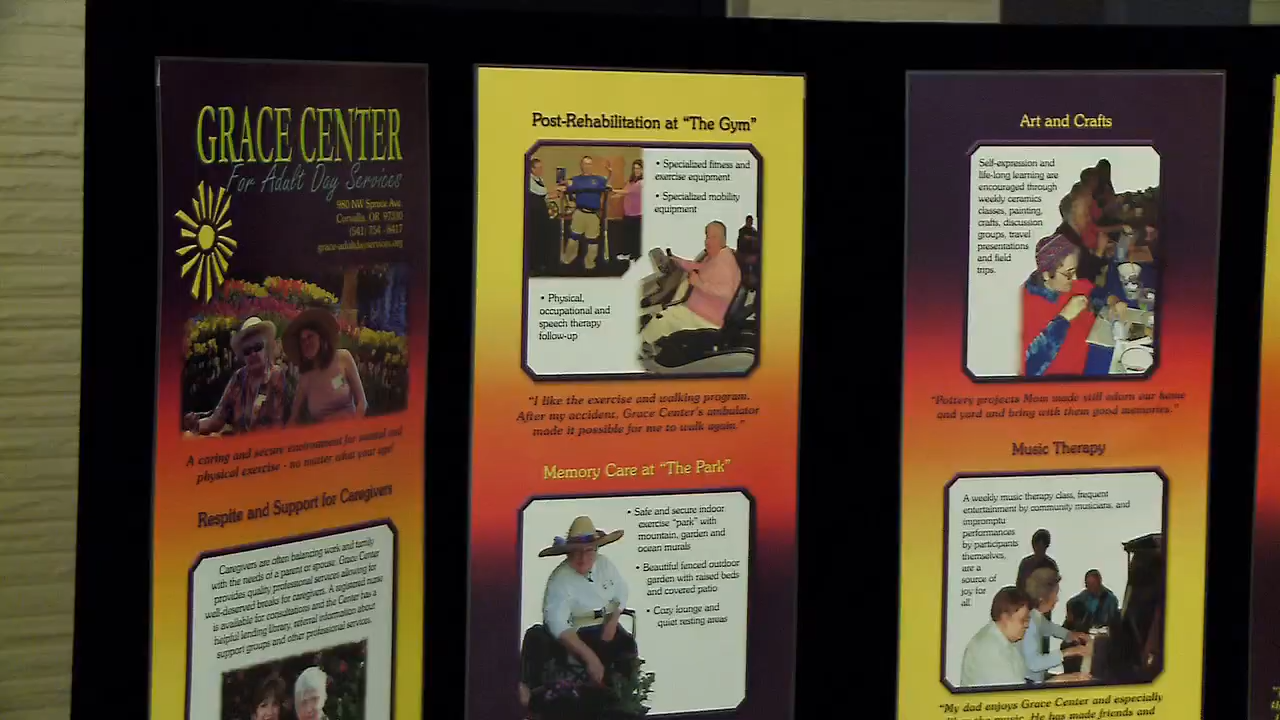 GRACE CENTER
For Adult Day Services
980 NW Spruce Ave.
Corvallis, OR 97330
(541) 754 - 8417
grace-adultdayservices.org
A caring and secure environment for mental and
physical exercise - no matter what your age!
Respite and Support for Caregivers
Caregivers are often balancing work and family
with the needs of a parent or spouse. Grace Center
provides quality professional services allowing for
well-deserved breaks for caregivers. A registered nurse
is available for consultations and the Center has a
helpful lending library, referral information about
support groups and other professional services.
Post-Rehabilitation at "The Gym"
• Specialized fitness and
exercise equipment
• Specialized mobility
equipment
• Physical,
occupational and
speech therapy
follow-up
"I like the exercise and walking program.
After my accident, Grace Center's ambulator
made it possible for me to walk again."
Memory Care at "The Park"
• Safe and secure indoor
exercise "park" with
mountain, garden and
ocean murals
• Beautiful fenced outdoor
garden with raised beds
and covered patio
• Cozy lounge and
quiet resting areas
Art and Crafts
Self-expression and
life-long learning are
encouraged through
weekly ceramics
classes, painting,
crafts, discussion
groups, travel
presentations
and field
trips.
"Pottery projects Mom made still adorn our home
and yard and bring with them good memories."
Music Therapy
A weekly music therapy class, frequent
entertainment by community musicians, and
impromptu
performances
by participants
themselves,
are a
source of
joy for
all.
"My dad enjoys Grace Center and especially
the music. He has made friends and